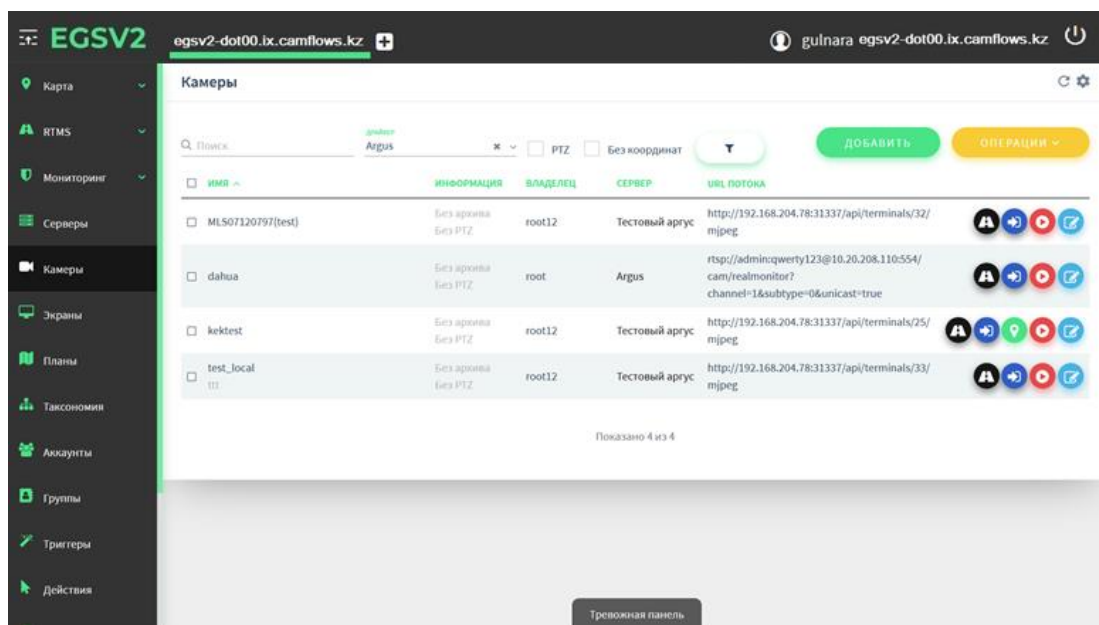 EGSV2
egsv2-dot00.ix.camflows.kz
gulnara egsv2-dot00.ix.camflows.kz
Карта
RTMS
Мониторинг
Серверы
Камеры
Экраны
Планы
Таксономия
Аккаунты
Группы
Триггеры
Действия
Камеры
Поиск
драйвер
Argus
PTZ
Без координат
ДОБАВИТЬ
ОПЕРАЦИИ
ИМЯ ИНФОРМАЦИЯ ВЛАДЕЛЕЦ СЕРВЕР URL ПОТОКА
MLS07120797(test)
Без архива
Без PTZ
root12
Тестовый аргус
http://192.168.204.78:31337/api/terminals/32/
mjpeg
dahua
Без архива
Без PTZ
root
Argus
rtsp://admin:qwerty123@10.20.208.110:554/
cam/realmonitor?
channel=1&subtype=0&unicast=true
kektest
Без архива
Без PTZ
root12
Тестовый аргус
http://192.168.204.78:31337/api/terminals/25/
mjpeg
test_local
Без архива
Без PTZ
root12
Тестовый аргус
http://192.168.204.78:31337/api/terminals/33/
mjpeg
Показано 4 из 4
Тревожная панель